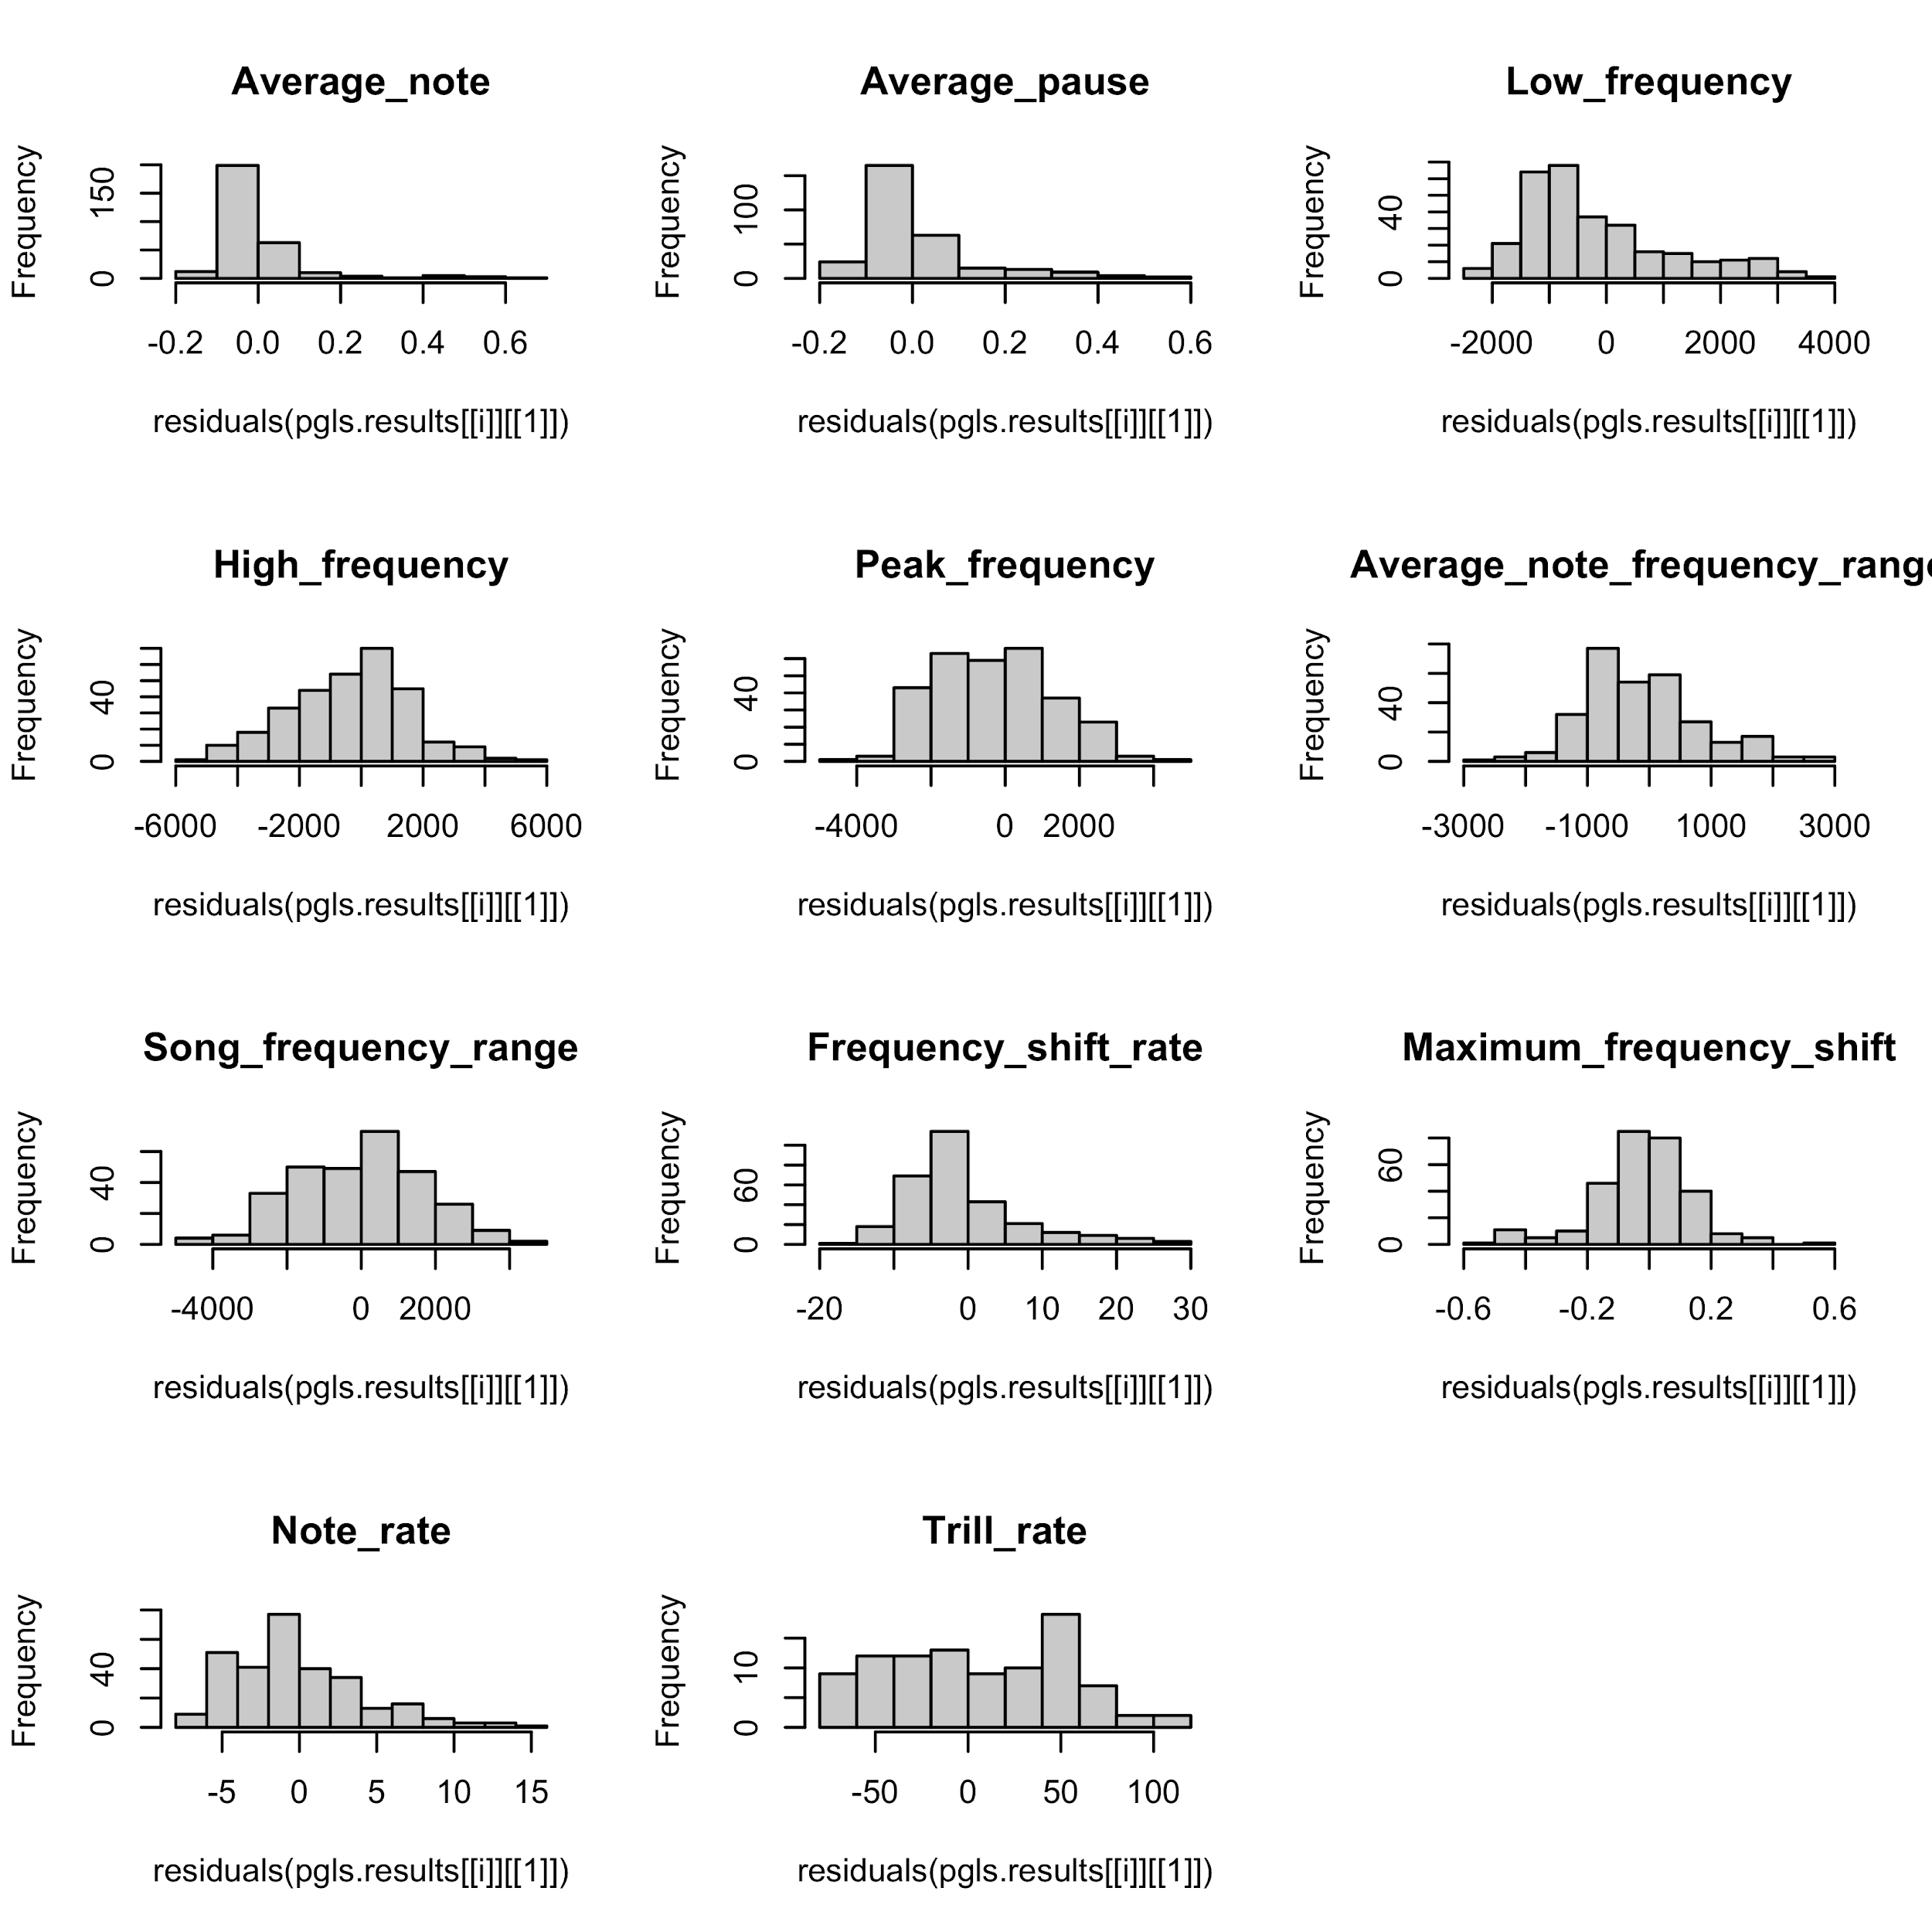 Average_note
Frequency
0 150
-0.2 0.0 0.2 0.4 0.6
residuals(pgls.results[[i]][[1]])
Average_pause
Frequency
0 100
-0.2 0.0 0.2 0.4 0.6
residuals(pgls.results[[i]][[1]])
Low_frequency
Frequency
0 40
-2000 0 2000 4000
residuals(pgls.results[[i]][[1]])
High_frequency
Frequency
0 40
-6000 -2000 2000 6000
residuals(pgls.results[[i]][[1]])
Peak_frequency
Frequency
0 40
-4000 0 2000
residuals(pgls.results[[i]][[1]])
Average_note_frequency_range
Frequency
0 40
-3000 -1000 1000 3000
residuals(pgls.results[[i]][[1]])
Song_frequency_range
Frequency
0 40
-4000 0 2000
residuals(pgls.results[[i]][[1]])
Frequency_shift_rate
Frequency
0 60
-20 0 10 20 30
residuals(pgls.results[[i]][[1]])
Maximum_frequency_shift
Frequency
0 60
-0.6 -0.2 0.2 0.6
residuals(pgls.results[[i]][[1]])
Note_rate
Frequency
0 40
-5 0 5 10 15
residuals(pgls.results[[i]][[1]])
Trill_rate
Frequency
0 10
-50 0 50 100
residuals(pgls.results[[i]][[1]])